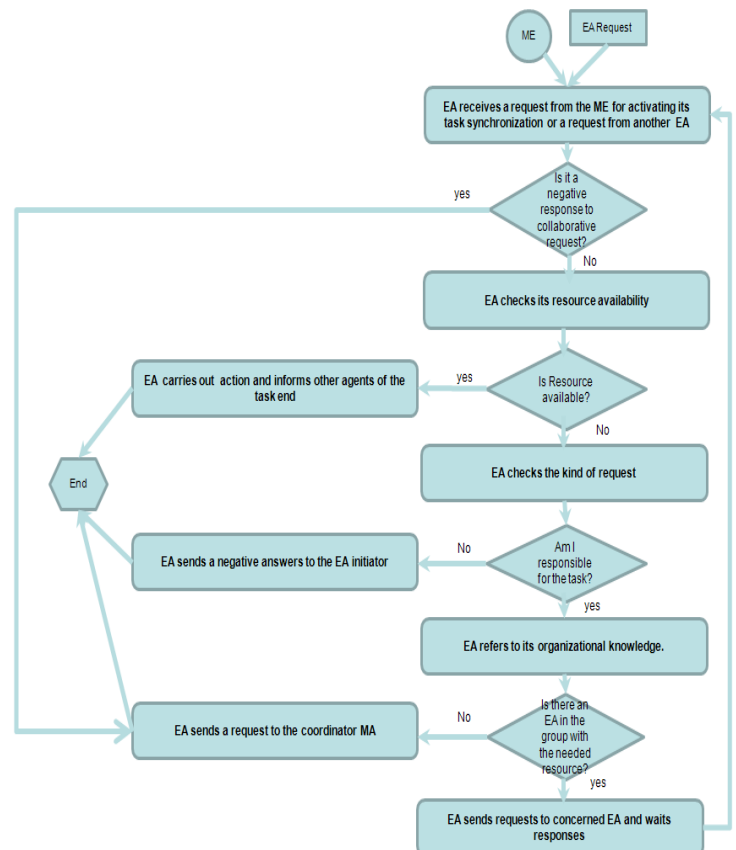 ME
EA Request
EA receives a request from the ME for activating its
task synchronization or a request from another EA
Is it a
negative
response to
collaborative
request?
yes
No
EA checks its resource availability
Is Resource
available?
yes
EA carries out action and informs other agents of the
task end
No
EA checks the kind of request
End
Am I
responsible
for the task?
No
EA sends a negative answers to the EA initiator
yes
EA refers to its organizational knowledge.
Is there an
EA in the
group with
the needed
resource?
No
EA sends a request to the coordinator MA
yes
EA sends requests to concerned EA and waits
responses